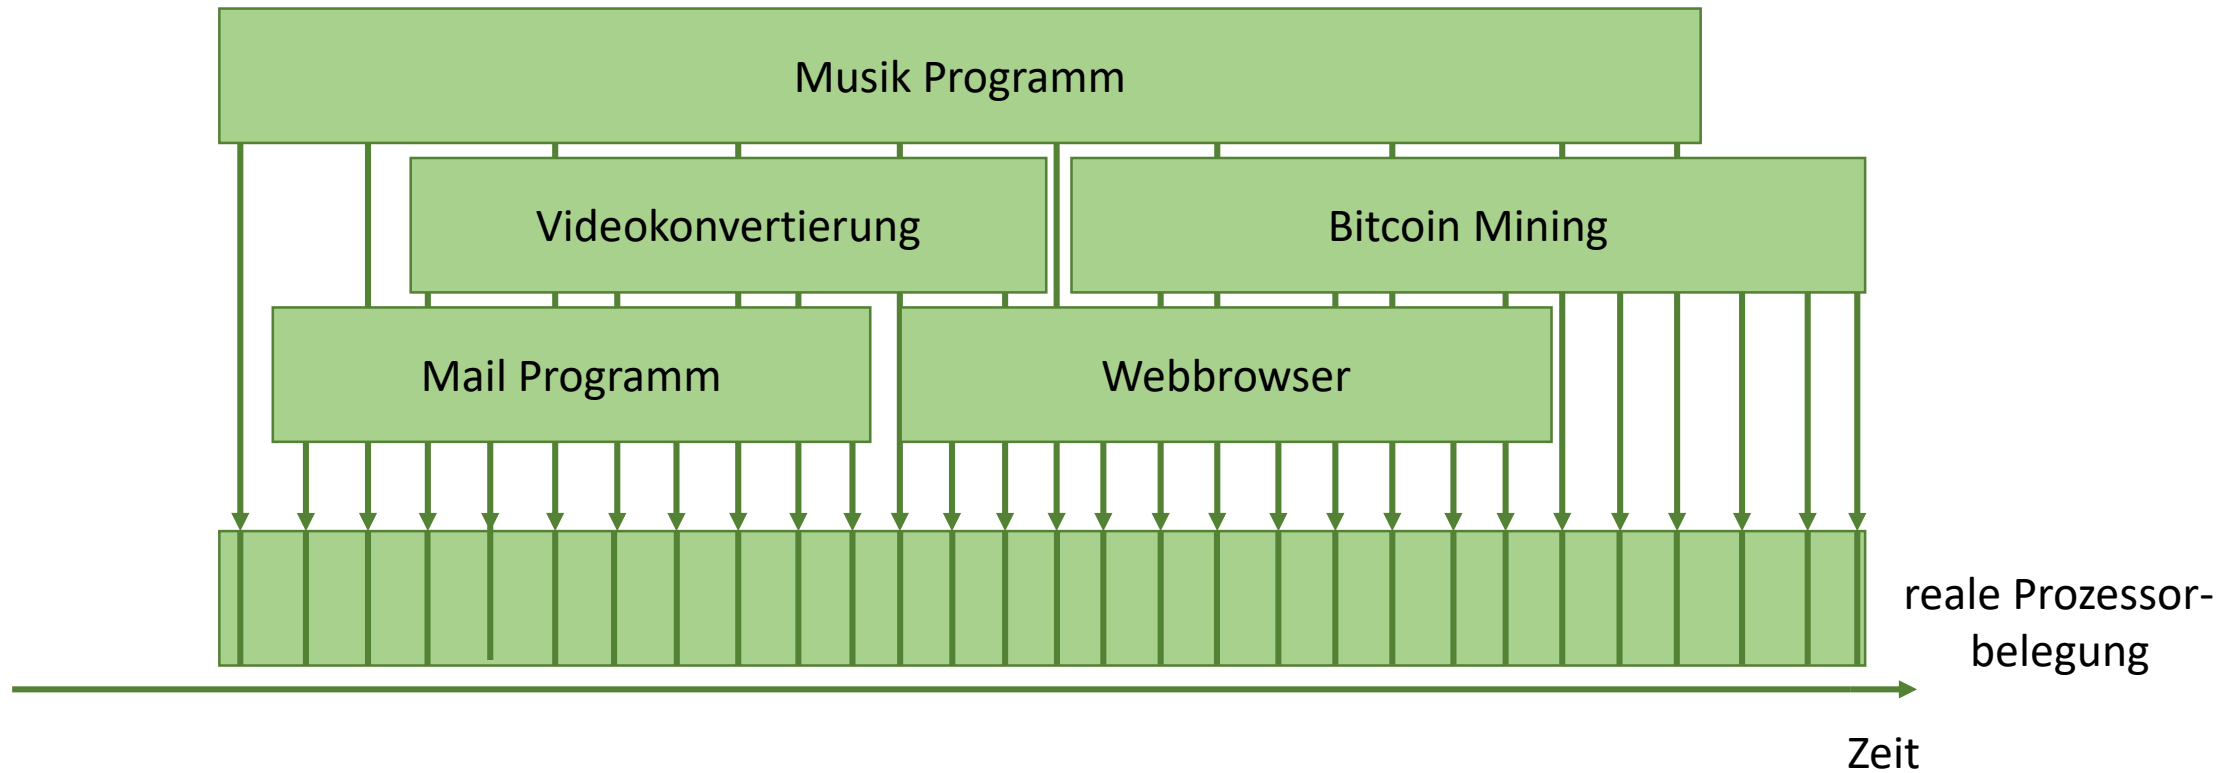 Musik Programm
Videokonvertierung
Bitcoin Mining
Mail Programm
Webbrowser
reale Prozessor-
belegung
Zeit